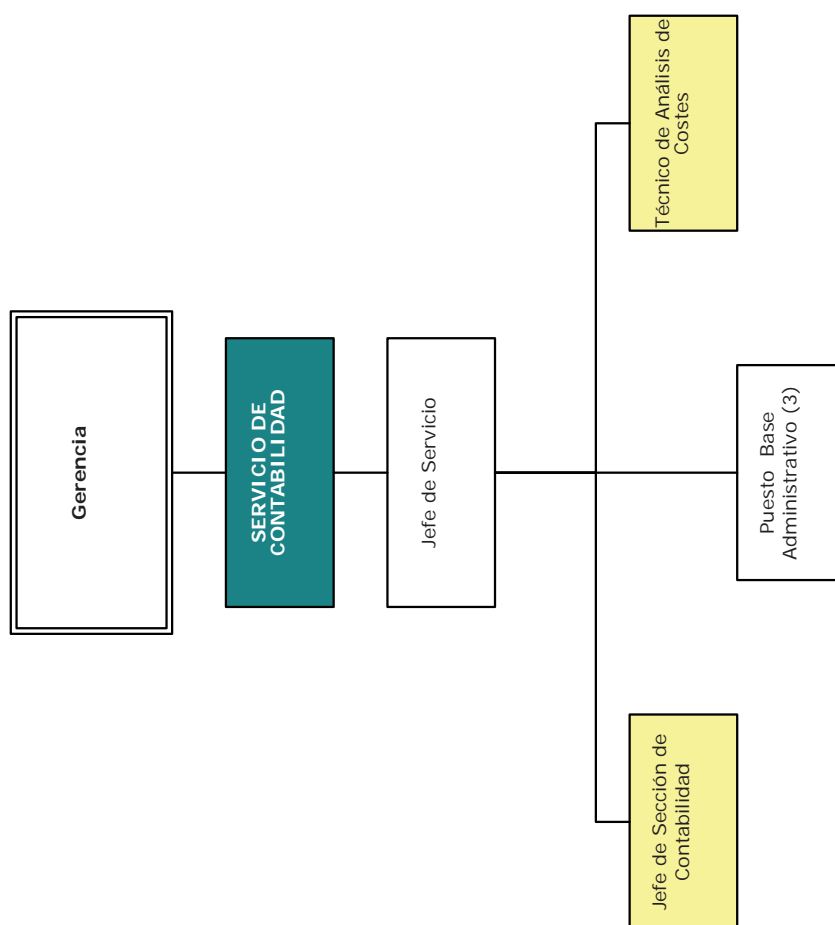 Gerencia
SERVICIO DE
CONTABILIDAD
Jefe de Servicio
Jefe de Sección de
Contabilidad
Puesto Base
Administrativo (3)
Técnico de Análisis de
Costes